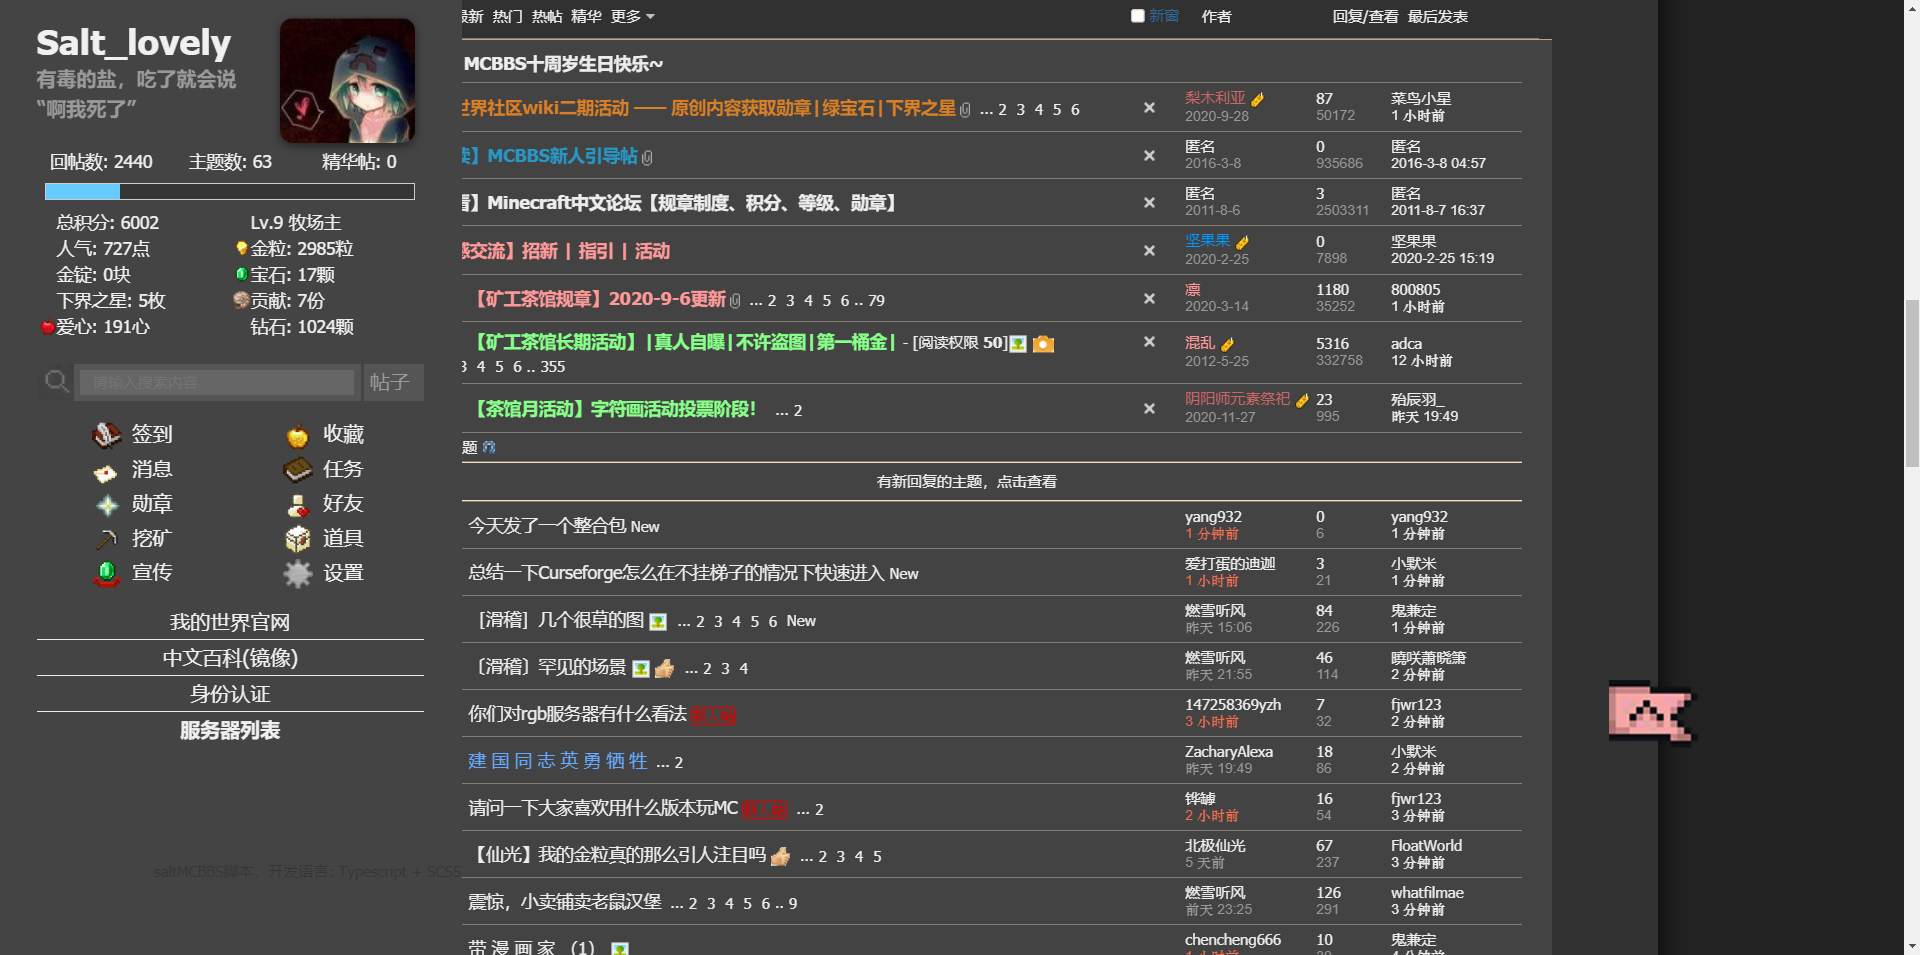 Salt_lovely
有毒的盐，吃了就会说
“啊我死了”
回帖数: 2440 主题数: 63 精华帖: 0
总积分: 6002 Lv.9 牧场主
人气: 727点 金粒: 2985粒
金锭: 0块 宝石: 17颗
下界之星: 5枚 贡献: 7份
爱心: 191心 钻石: 1024颗
请输入搜索内容 帖子
签到 收藏
消息 任务
勋章 好友
挖矿 道具
宣传 设置
我的世界官网
中文百科(镜像)
身份认证
服务器列表
saltMCBBS脚本，开发语言: Typescript + SCSS
最新 热门 热帖 精华 更多 新窗 作者 回复/查看 最后发表
MCBBS十周岁生日快乐~
世界社区wiki二期活动 —— 原创内容获取勋章|绿宝石|下界之星 ... 2 3 4 5 6 梨木利亚 87 菜鸟小星
2020-9-28 50172 1 小时前
】MCBBS新人引导帖 匿名 0 匿名
2016-3-8 935686 2016-3-8 04:57
】Minecraft中文论坛【规章制度、积分、等级、勋章】 匿名 3 匿名
2011-8-6 2503311 2011-8-7 16:37
交流】招新 | 指引 | 活动 坚果果 0 坚果果
2020-2-25 7898 2020-2-25 15:19
【矿工茶馆规章】2020-9-6更新 ... 2 3 4 5 6 .. 79 凛 1180 800805
2020-3-14 35252 1 小时前
【矿工茶馆长期活动】|真人自曝|不许盗图|第一桶金| - [阅读权限 50] 混乱 5316 adca
3 4 5 6 .. 355 2012-5-25 332758 12 小时前
【茶馆月活动】字符画活动投票阶段！ ... 2 阴阳师元素祭祀 23 殆辰羽_
2020-11-27 995 昨天 19:49
题
有新回复的主题，点击查看
今天发了一个整合包 New yang932 0 yang932
1 分钟前 6 1 分钟前
总结一下Curseforge怎么在不挂梯子的情况下快速进入 New 爱打蛋的迪迦 3 小默米
1 小时前 21 1 分钟前
［滑稽］几个很草的图 ... 2 3 4 5 6 New 燃雪听风 84 鬼兼定
昨天 15:06 226 1 分钟前
〔滑稽〕罕见的场景 ... 2 3 4 燃雪听风 46 曉咲蕭晓箫
昨天 21:55 114 2 分钟前
你们对rgb服务器有什么看法 147258369yzh 7 fjwr123
3 小时前 32 2 分钟前
建 国 同 志 英 勇 牺 牲 ... 2 ZacharyAlexa 18 小默米
昨天 19:49 86 2 分钟前
请问一下大家喜欢用什么版本玩MC ... 2 铧罅 16 fjwr123
2 小时前 54 3 分钟前
【仙光】我的金粒真的那么引人注目吗 ... 2 3 4 5 北极仙光 67 FloatWorld
5 天前 237 3 分钟前
震惊，小卖铺卖老鼠汉堡 ... 2 3 4 5 6 .. 9 燃雪听风 126 whatfilmae
前天 23:25 291 3 分钟前
带 漫 画 家 （1） chencheng666 10 鬼兼定